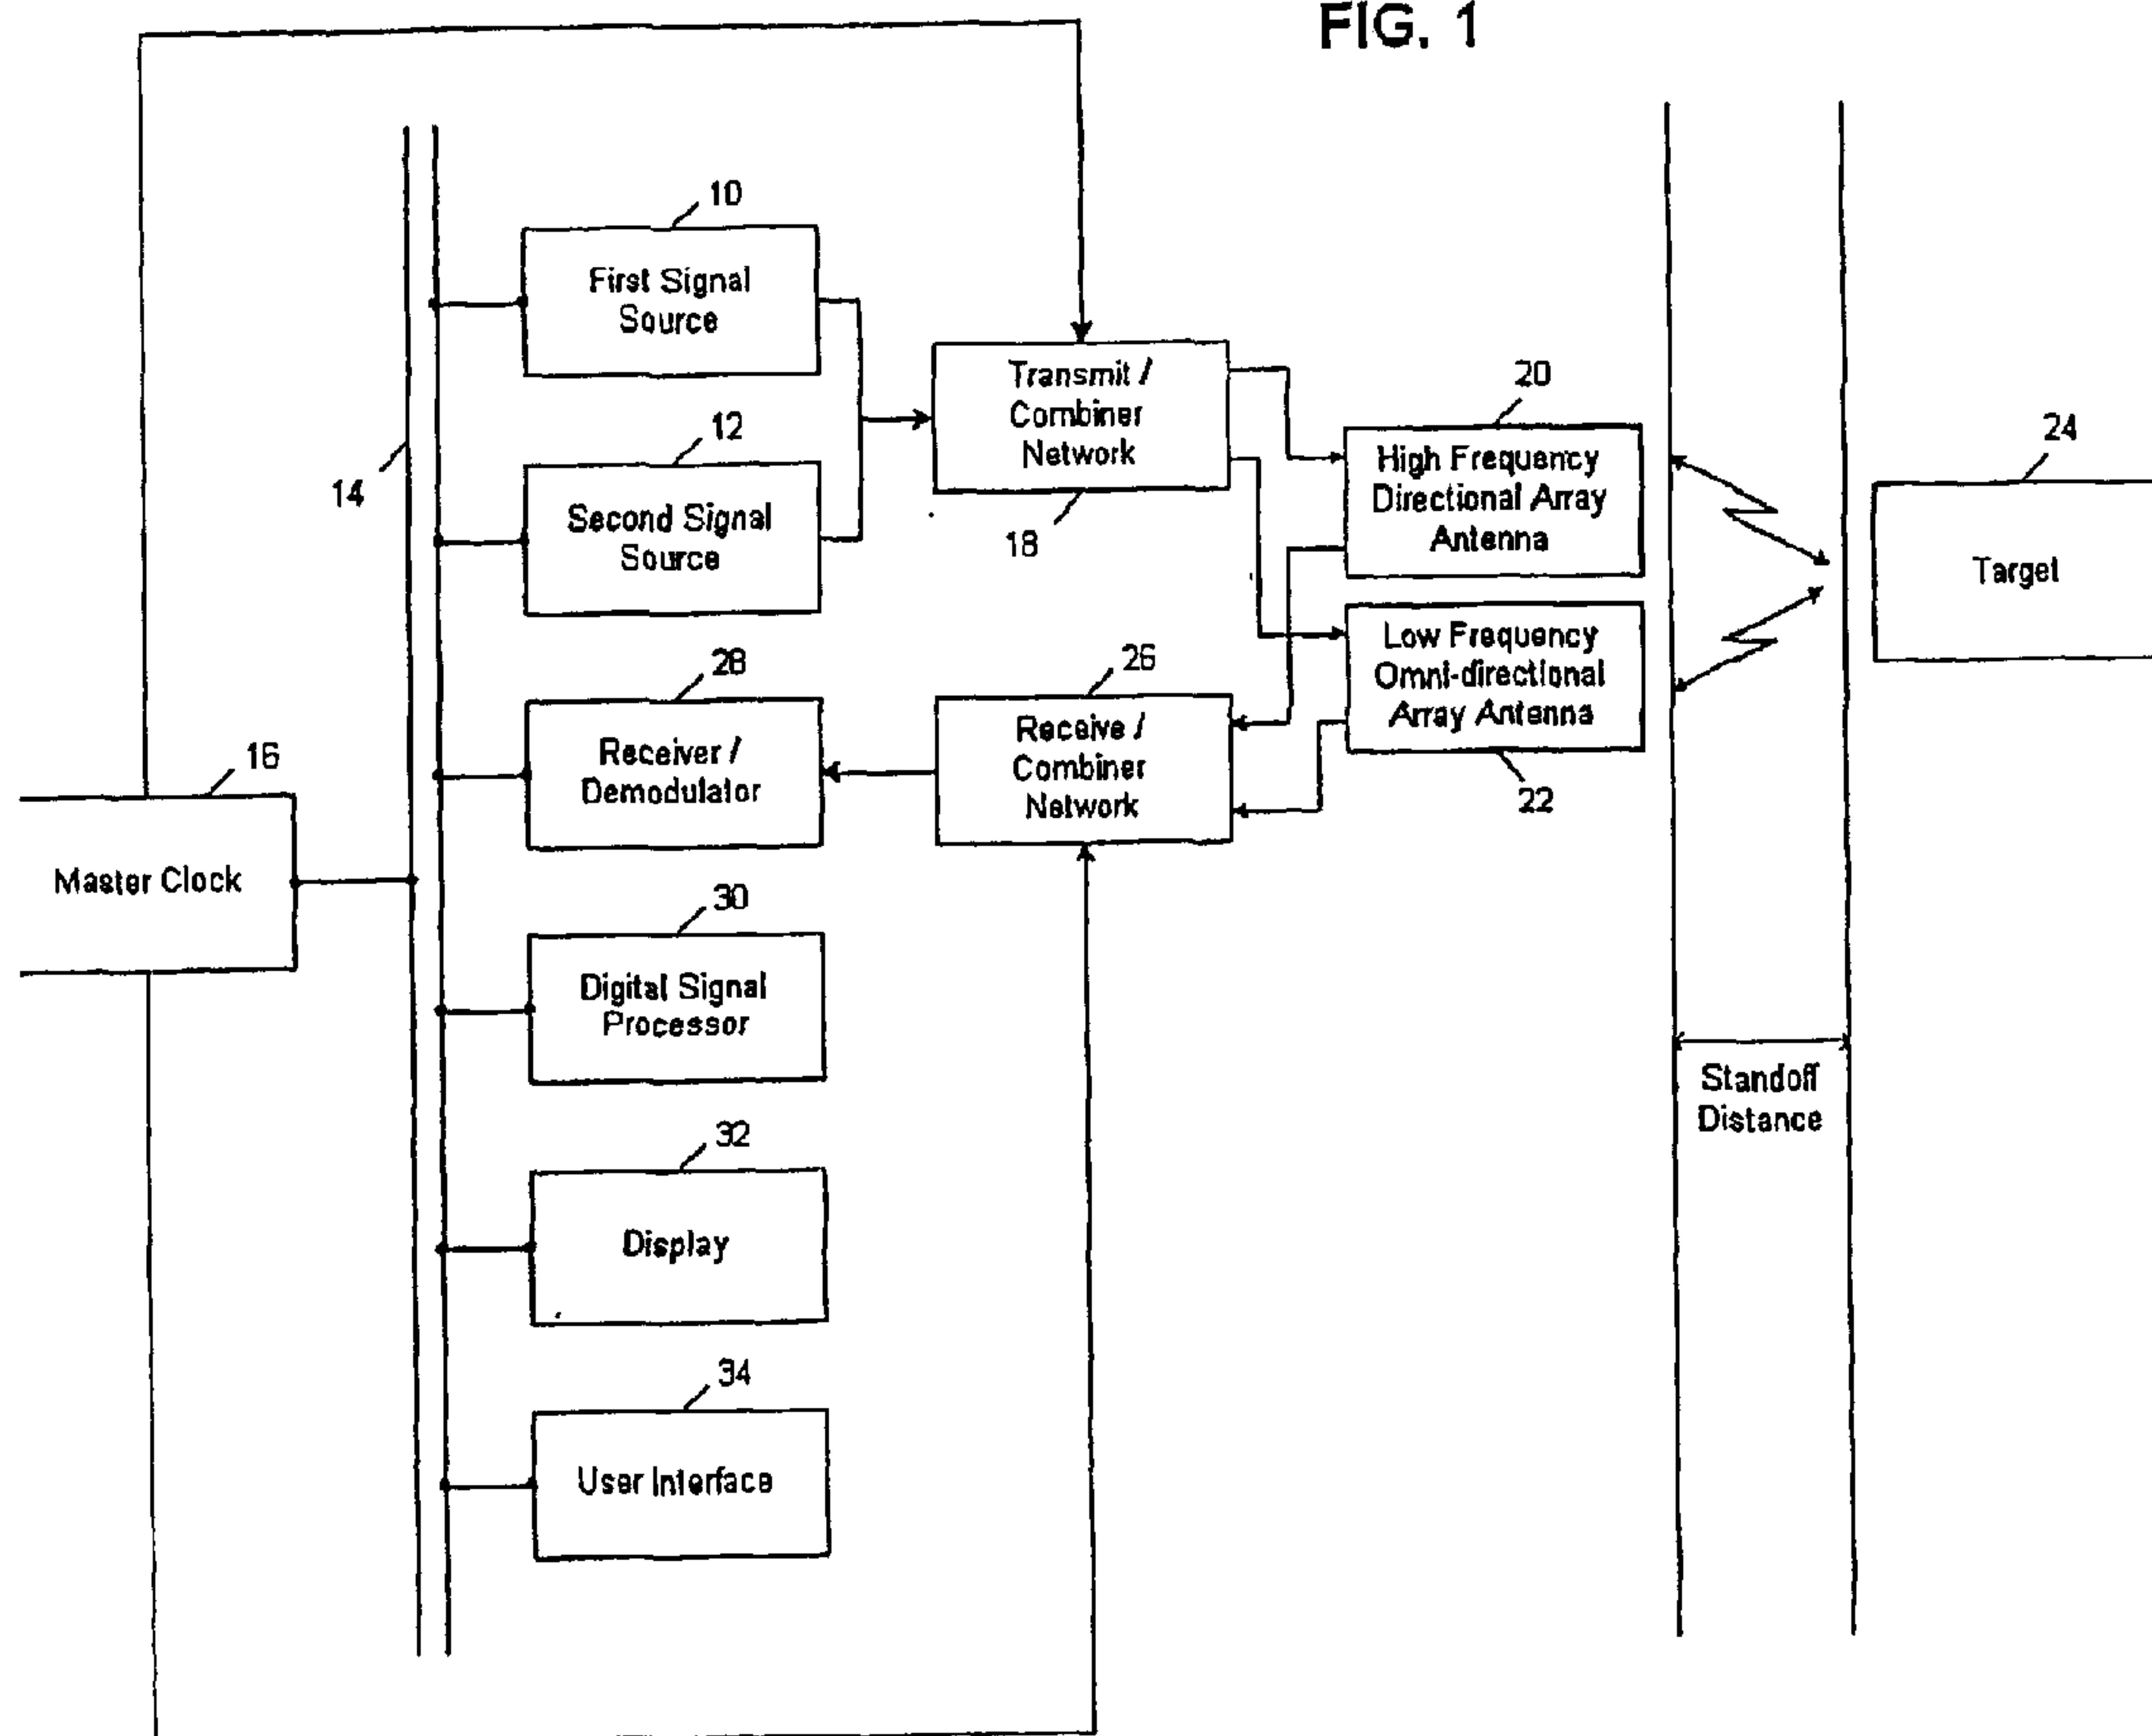 FIG. 1
10
First Signal
Source
12
Second Signal
Source
14
Transmit /
Combiner
Network
18
20
High Frequency
Directional Array
Antenna
24
Target
Low Frequency
Omni-directional
Array Antenna
22
28
Receiver /
Demodulator
26
Receive /
Combiner
Network
16
Master Clock
30
Digital Signal
Processor
Standoff
Distance
32
Display
34
User Interface